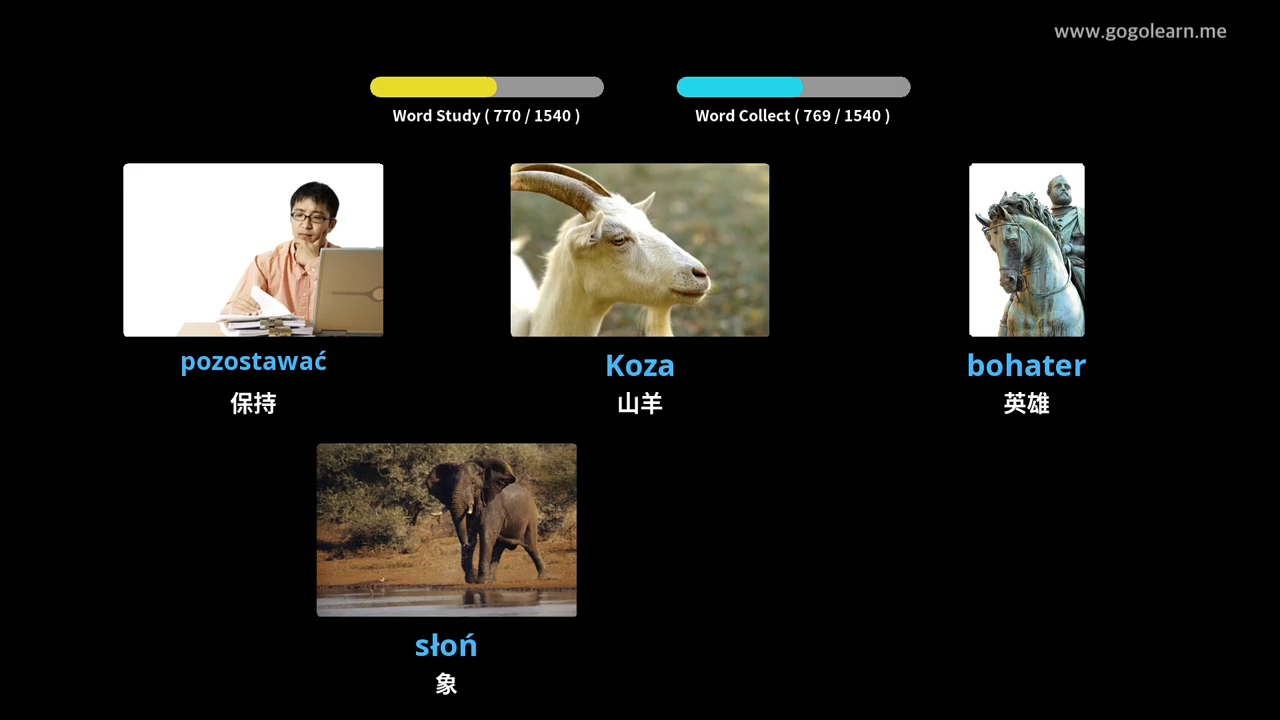 www.gogolearn.me
Word Study ( 770 / 1540 )
Word Collect ( 769 / 1540 )
pozostawać
保持
Koza
山羊
bohater
英雄
słoń
象